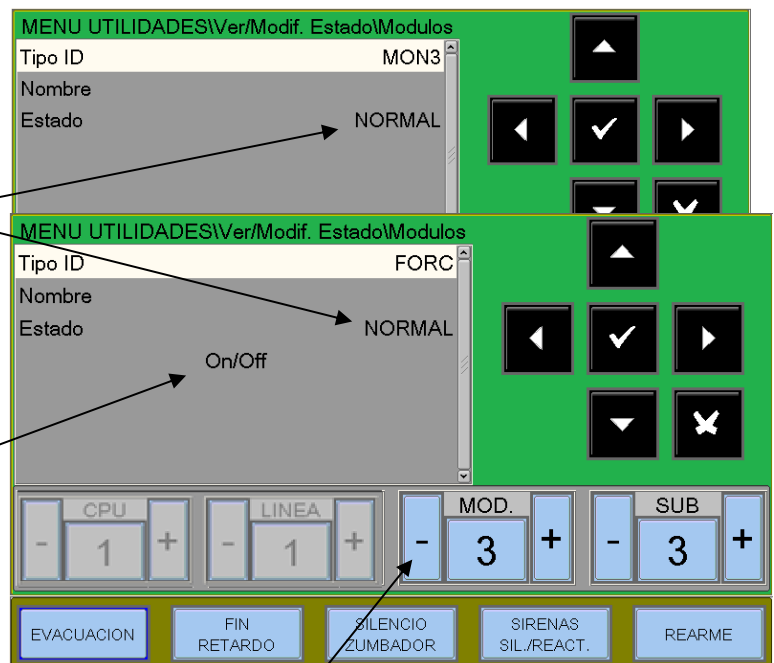 MENU UTILIDADES\Ver/Modif. Estado\Modulos
Tipo ID MON3
Nombre
Estado NORMAL
MENU UTILIDADES\Ver/Modif. Estado\Modulos
Tipo ID FORC
Nombre
Estado NORMAL
On/Off
CPU LINEA MOD. SUB
- 1 + - 1 + - 3 + - 3 +
EVACUACION FIN RETARDO SILENCIO ZUMBADOR SIRENAS SIL./REACT. REARME